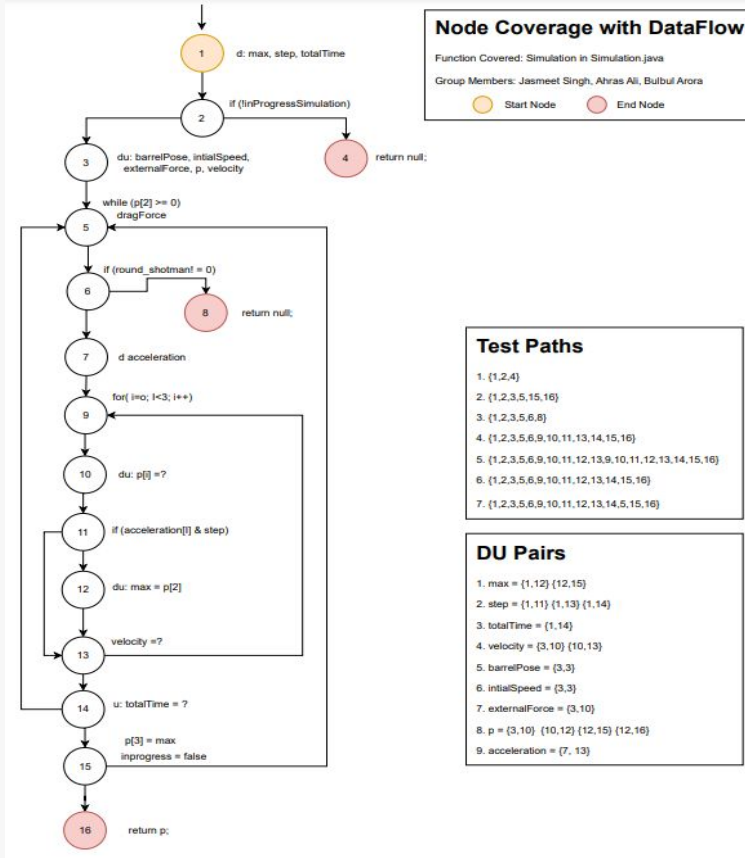 1
d: max, step, totalTime
if (!inProgressSimulation)
2
3
du: barrelPose, intialSpeed,
externalForce, p, velocity
4
return null;
while (p[2] >= 0)
dragForce
5
if (round_shotman! = 0)
6
8
return null;
7
d acceleration
for( i=o; I<3; i++)
9
10
du: p[i] =?
11
if (acceleration[I] & step)
12
du: max = p[2]
velocity =?
13
14
u: totalTime = ?
p[3] = max
inprogress = false
15
16
return p;
Node Coverage with DataFlow
Function Covered: Simulation in Simulation.java
Group Members: Jasmeet Singh, Ahras Ali, Bulbul Arora
Start Node
End Node
Test Paths
1. {1,2,4}
2. {1,2,3,5,15,16}
3. {1,2,3,5,6,8}
4. {1,2,3,5,6,9,10,11,13,14,15,16}
5. {1,2,3,5,6,9,10,11,12,13,9,10,11,12,13,14,15,16}
6. {1,2,3,5,6,9,10,11,12,13,14,15,16}
7. {1,2,3,5,6,9,10,11,12,13,14,5,15,16}
DU Pairs
1. max = {1,12} {12,15}
2. step = {1,11} {1,13} {1,14}
3. totalTime = {1,14}
4. velocity = {3,10} {10,13}
5. barrelPose = {3,3}
6. intialSpeed = {3,3}
7. externalForce = {3,10}
8. p = {3,10} {10,12} {12,15} {12,16}
9. acceleration = {7, 13}